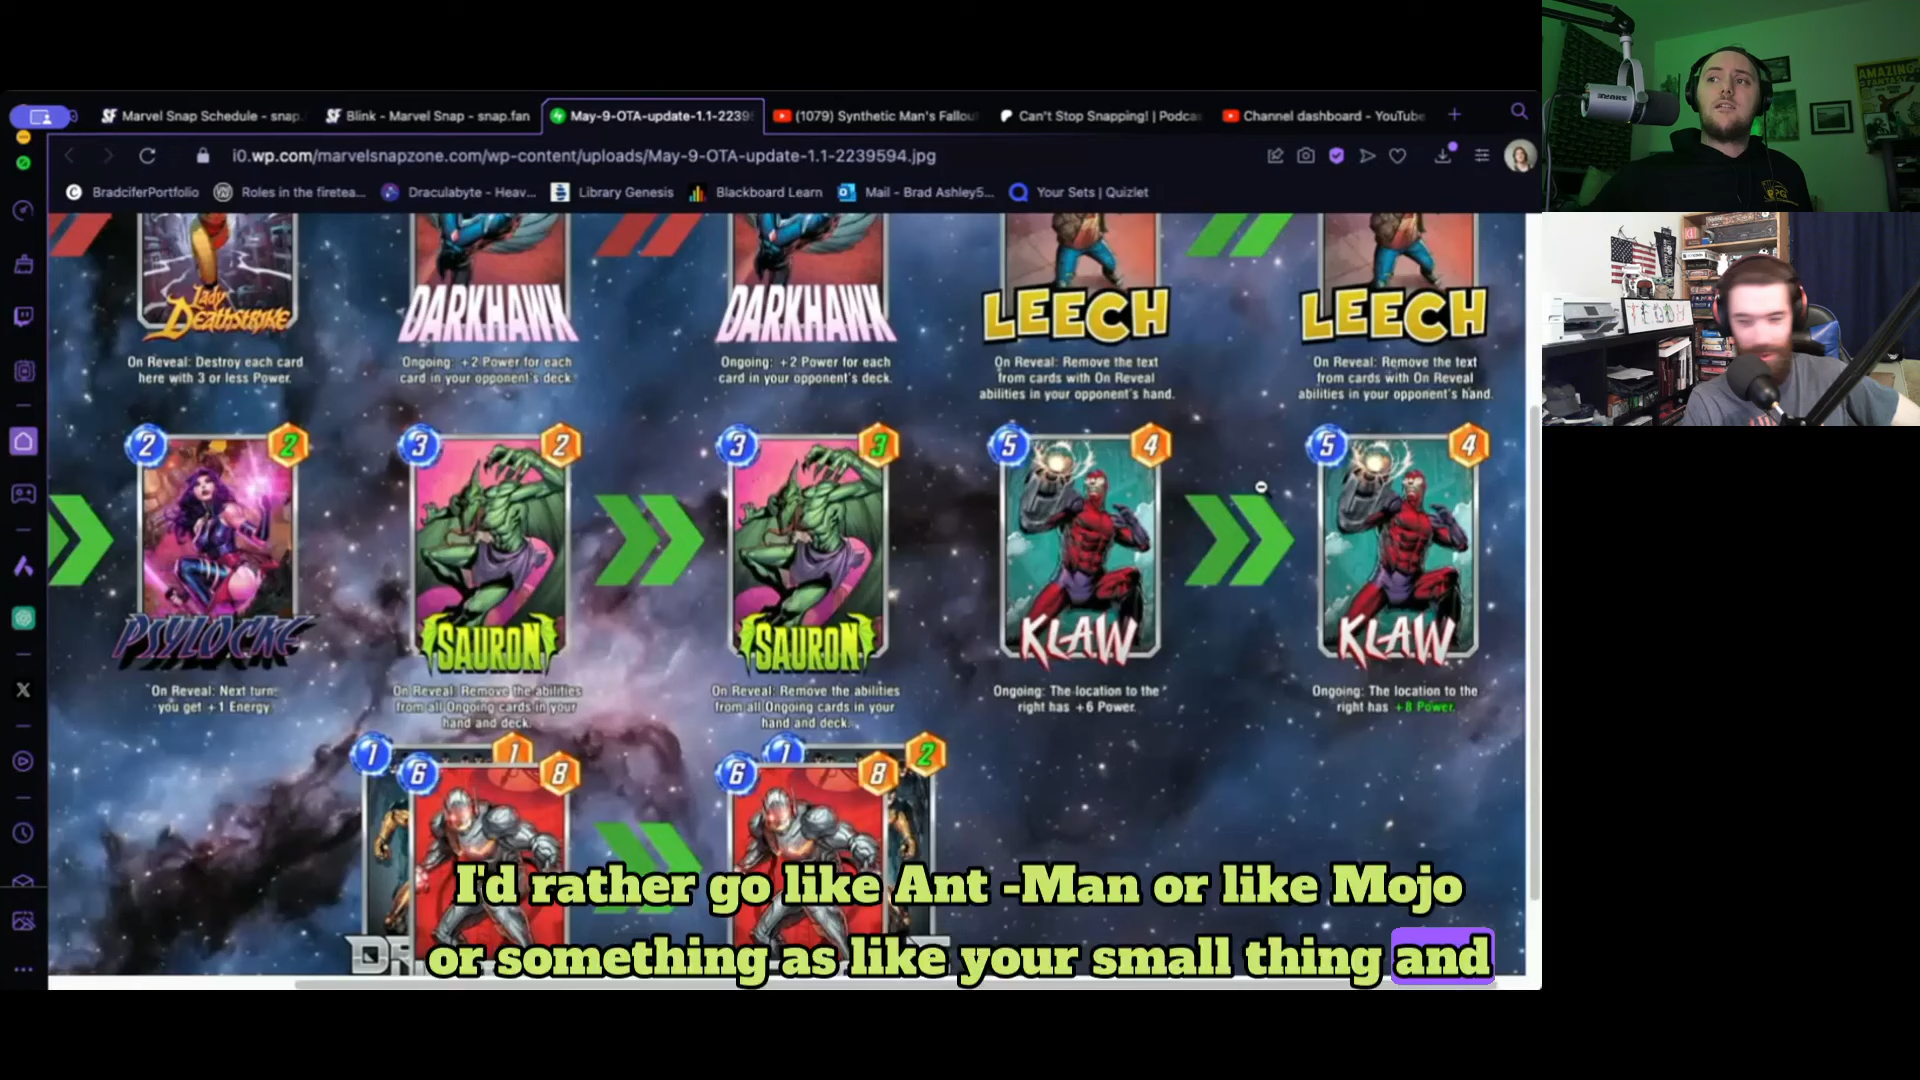 Marvel Snap Schedule - snap.
Blink - Marvel Snap - snap.fan
May-9-OTA-update-1.1-2239
(1079) Synthetic Man's Fallou
Can't Stop Snapping! | Podca
Channel dashboard - YouTube
i0.wp.com/marvelsnapzone.com/wp-content/uploads/May-9-OTA-update-1.1-2239594.jpg
BradciferPortfolio
Roles in the firetea...
Draculabyte - Heav...
Library Genesis
Blackboard Learn
Mail - Brad Ashley5...
Your Sets | Quizlet
Lady Deathstrike
On Reveal: Destroy each card
here with 3 or less Power.
DARKHAWK
Ongoing: +2 Power for each
card in your opponent's deck.
DARKHAWK
Ongoing: +2 Power for each
card in your opponent's deck.
LEECH
On Reveal: Remove the text
from cards with On Reveal
abilities in your opponent's hand.
LEECH
On Reveal: Remove the text
from cards with On Reveal
abilities in your opponent's hand.
2 2
PSYLOCKE
On Reveal: Next turn,
you get +1 Energy
3 2
SAURON
On Reveal: Remove the abilities
from all Ongoing cards in your
hand and deck.
3 3
SAURON
On Reveal: Remove the abilities
from all Ongoing cards in your
hand and deck.
5 4
KLAW
Ongoing: The location to the
right has +6 Power.
5 4
KLAW
Ongoing: The location to the
right has +8 Power.
1 1
6 8
1 2
6 8
I'd rather go like Ant -Man or like Mojo
or something as like your small thing and
SHURE
AMAZING
FANTASY